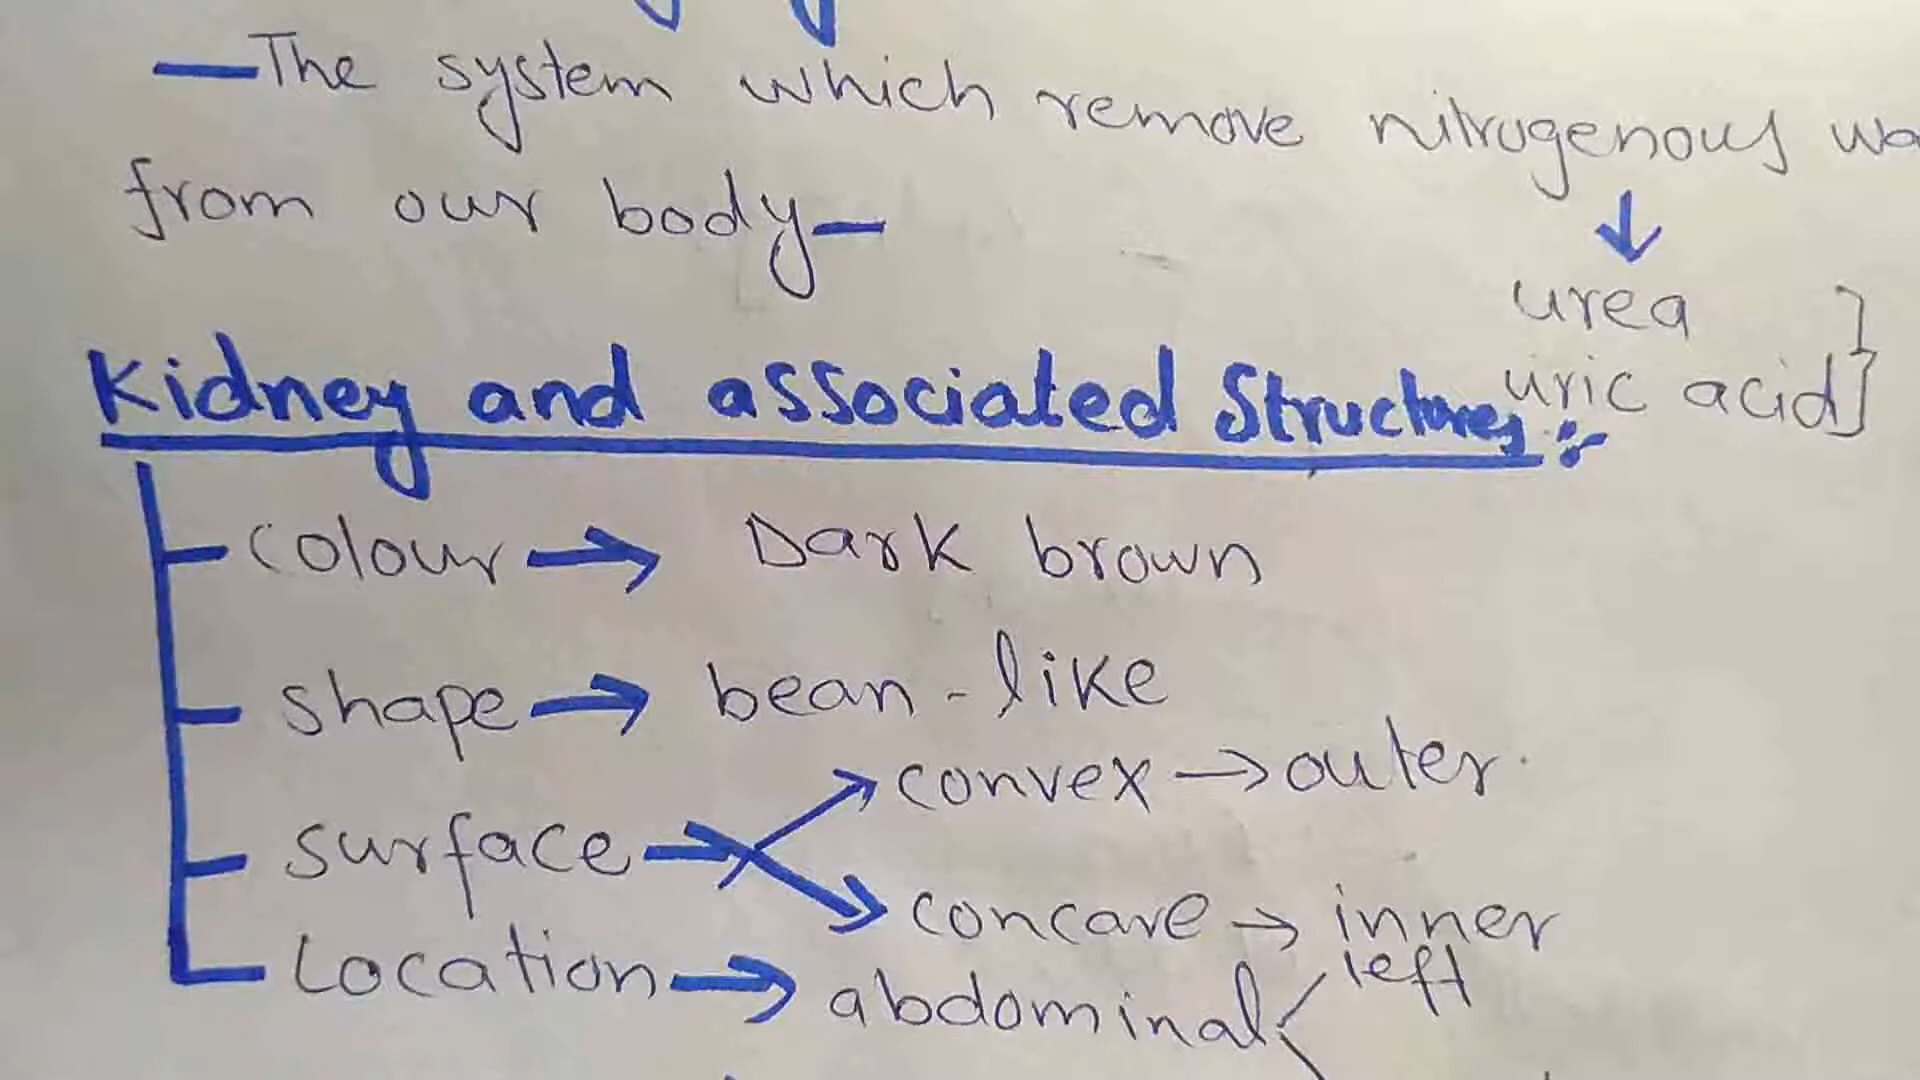 —The system which remove nitrogenous
from our body—
↓
urea }
uric acid }
Kidney and associated Structures :-
colour → Dark brown
shape → bean-like
surface → convex → outer
concave → inner
Location → abdominal left